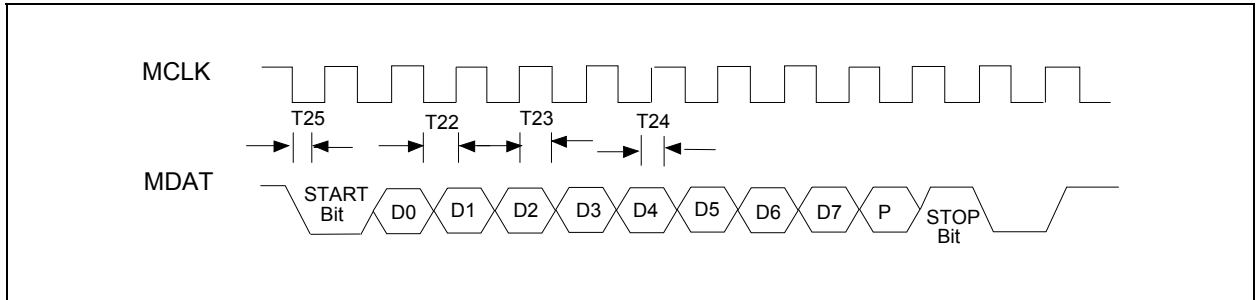 MCLK
T25
T22
T23
T24
MDAT
START
Bit
D0
D1
D2
D3
D4
D5
D6
D7
P
STOP
Bit